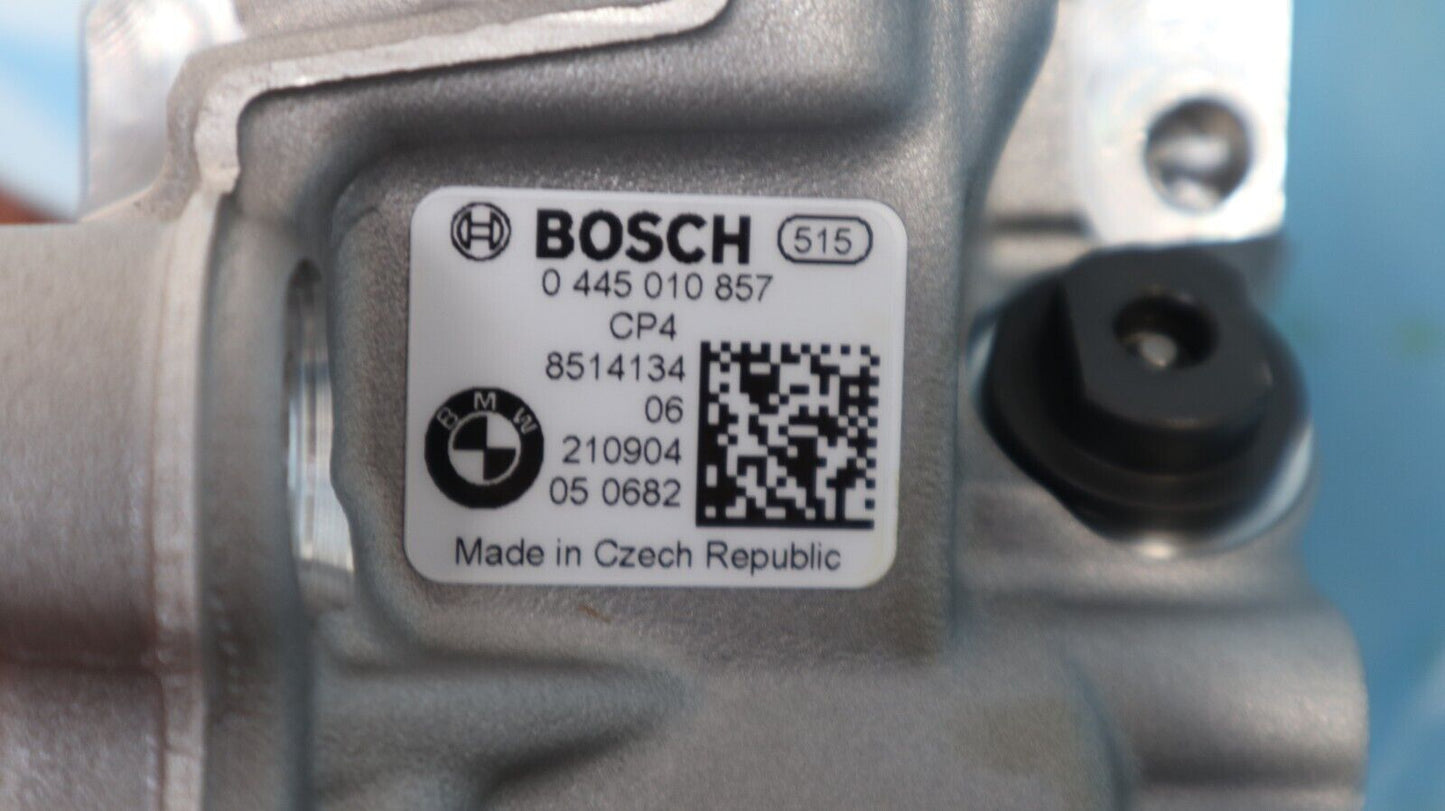 BOSCH 515
0 445 010 857
CP4
8514134
06
BMW
210904
05 0682
Made in Czech Republic